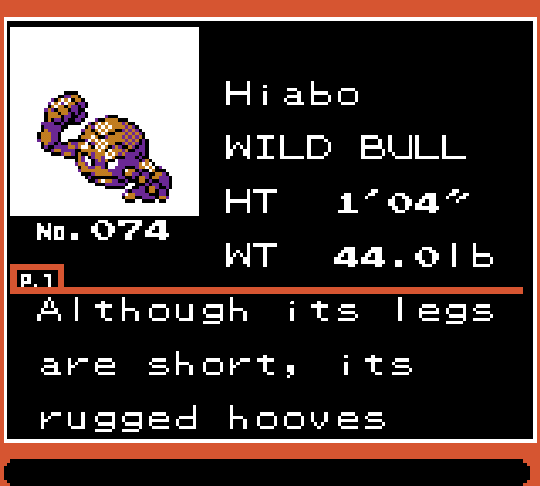 Hiabo
WILD BULL
HT 1′04″
No. 074
WT 44.0lb
P.1
Although its legs
are short, its
rugged hooves